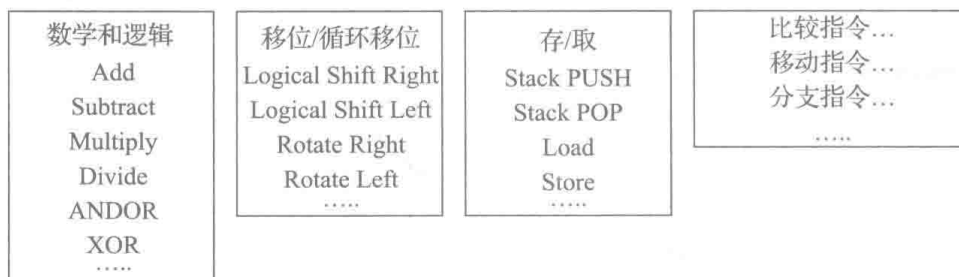 数学和逻辑
Add
Subtract
Multiply
Divide
ANDOR
XOR
.....
移位/循环移位
Logical Shift Right
Logical Shift Left
Rotate Right
Rotate Left
.....
存/取
Stack PUSH
Stack POP
Load
Store
.....
比较指令...
移动指令...
分支指令...
.....